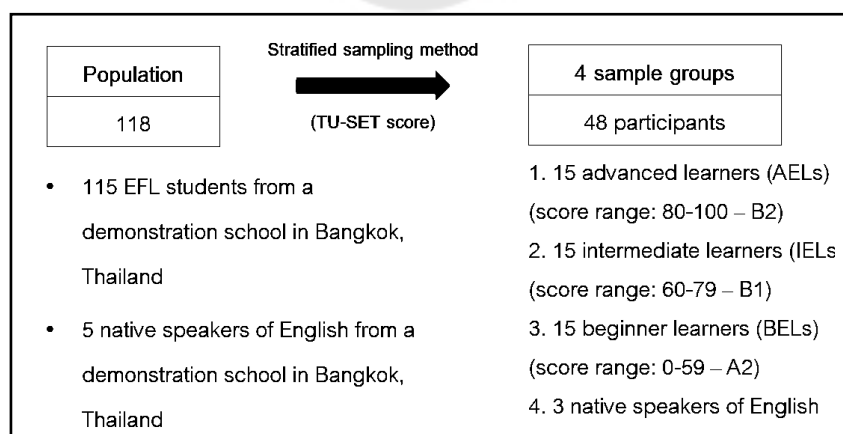 Population
118
Stratified sampling method
(TU-SET score)
4 sample groups
48 participants
• 115 EFL students from a
demonstration school in Bangkok,
Thailand
• 5 native speakers of English from a
demonstration school in Bangkok,
Thailand
1. 15 advanced learners (AELs)
(score range: 80-100 – B2)
2. 15 intermediate learners (IELs
(score range: 60-79 – B1)
3. 15 beginner learners (BELs)
(score range: 0-59 – A2)
4. 3 native speakers of English